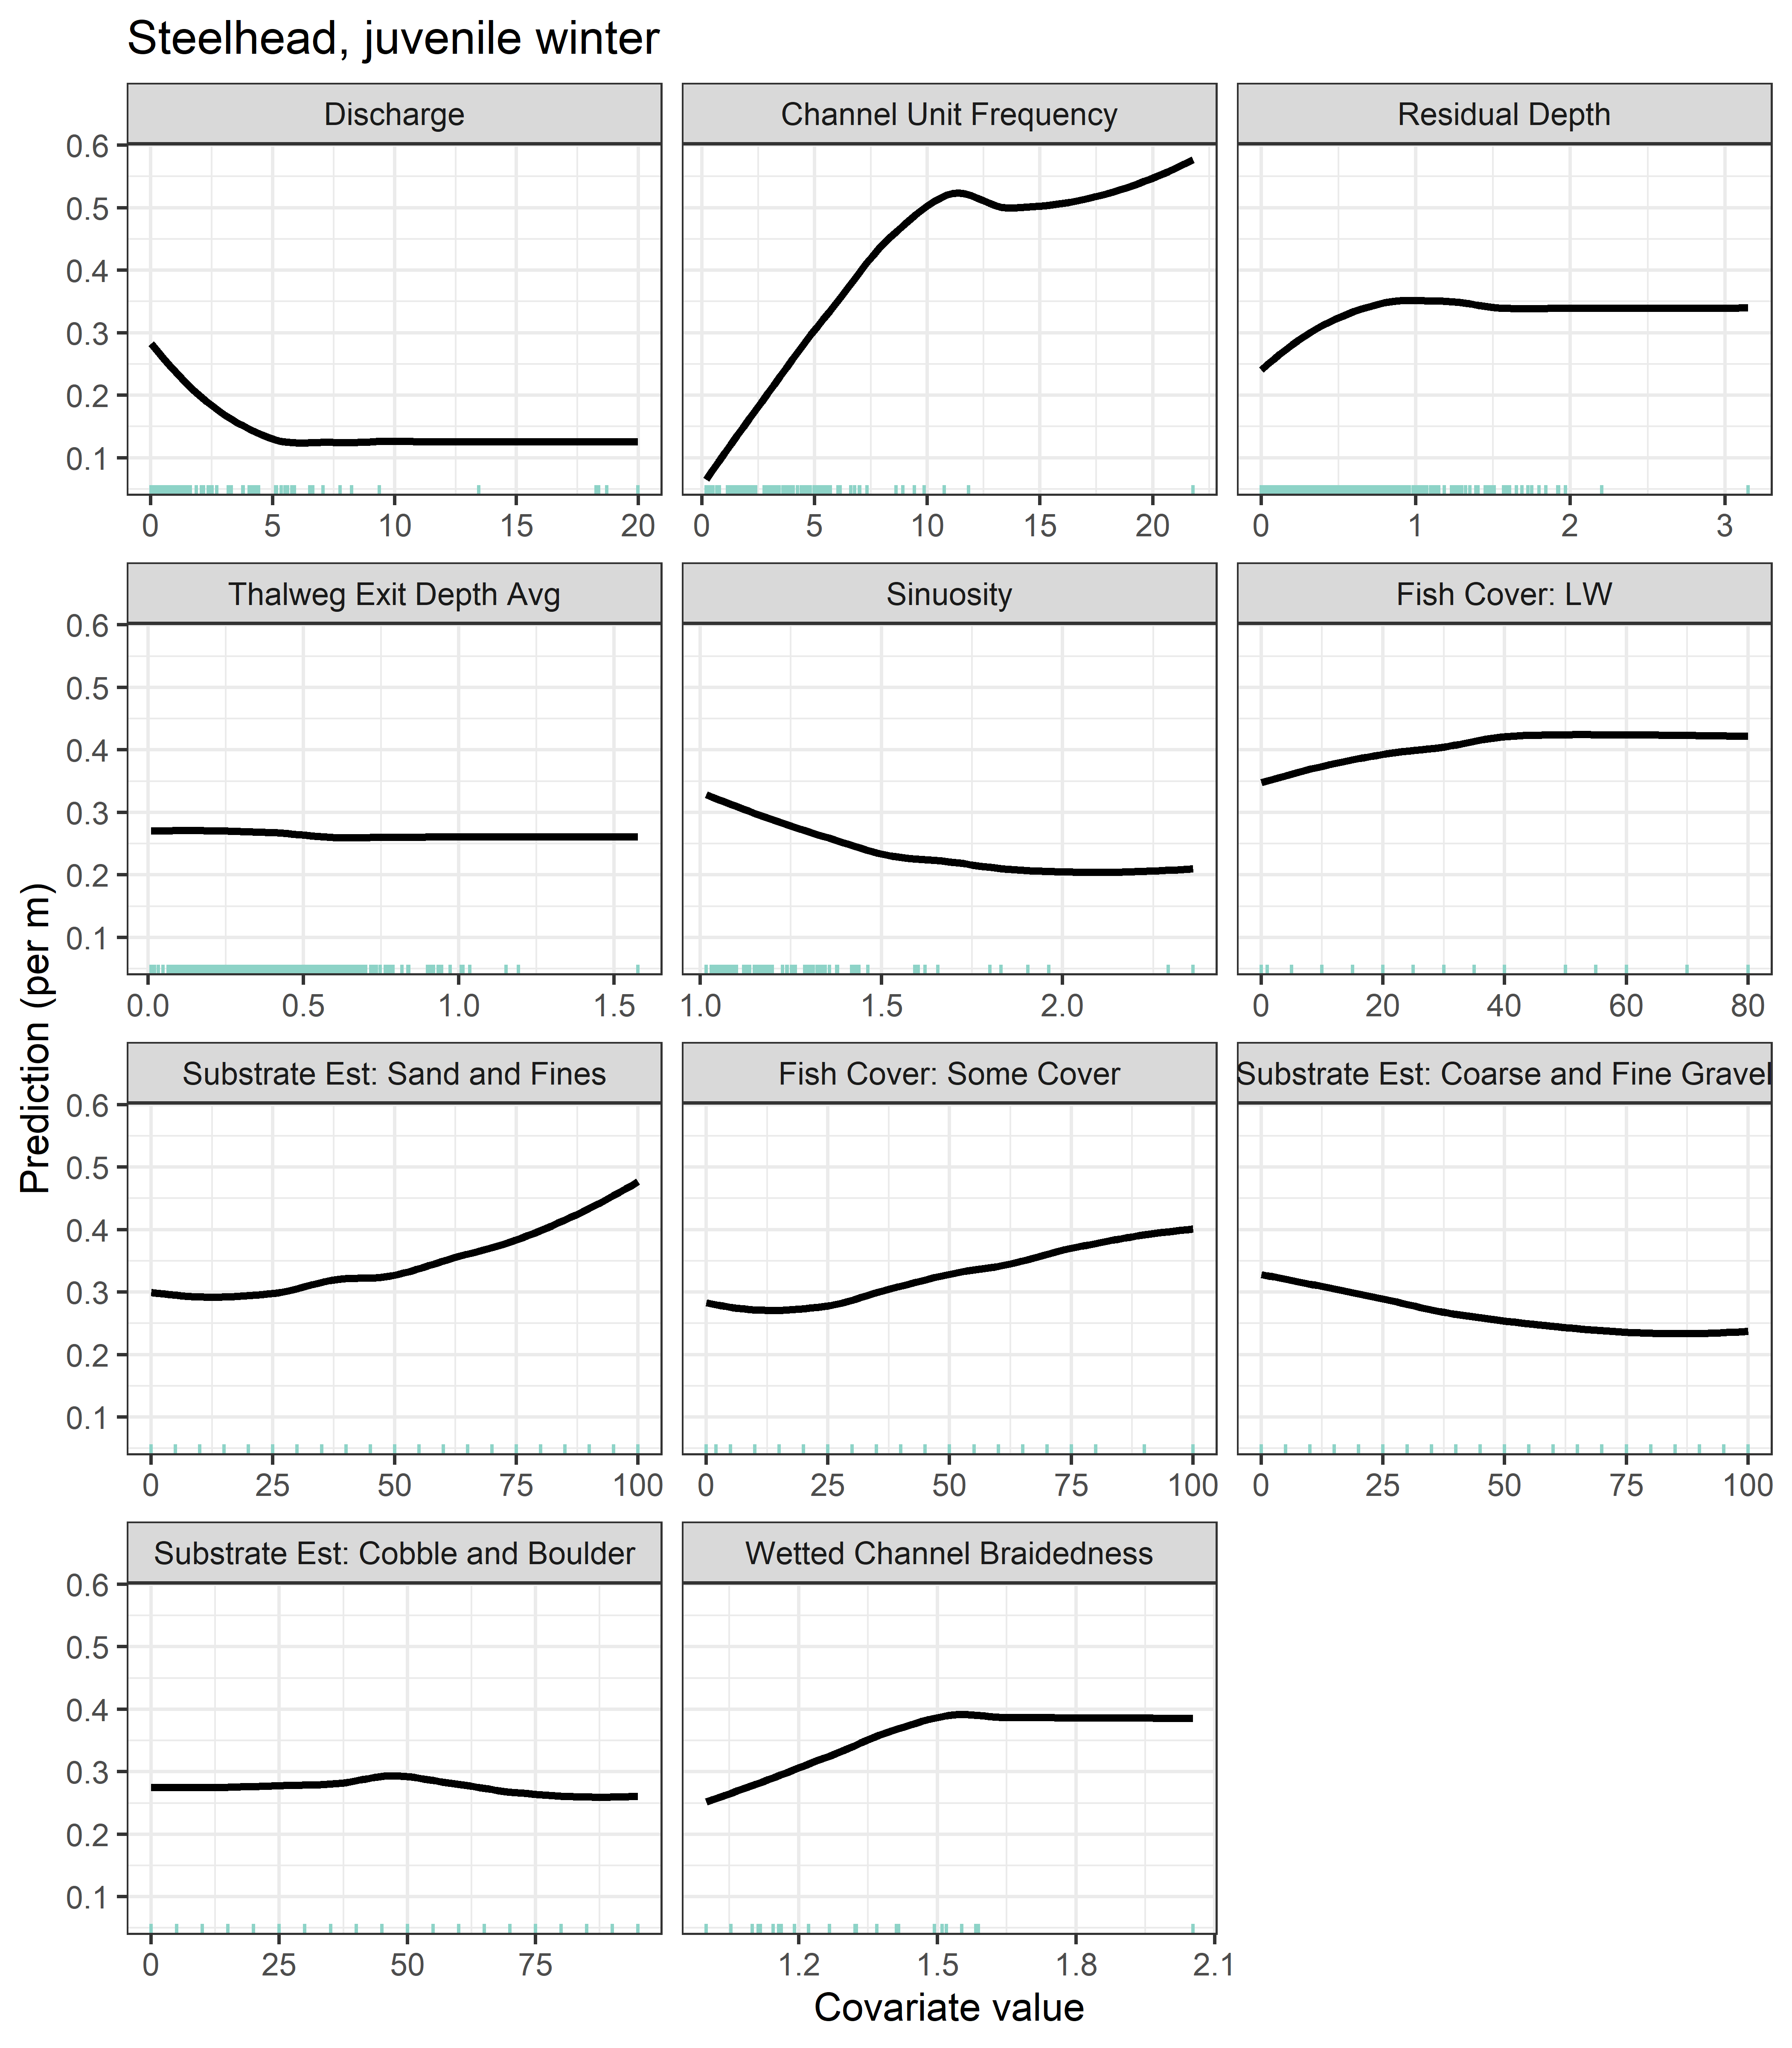 Steelhead, juvenile winter
Discharge
Channel Unit Frequency
Residual Depth
0.6
0.5
0.4
0.3
0.2
0.1
0 5 10 15 20
0 5 10 15 20
0 1 2 3
Thalweg Exit Depth Avg
Sinuosity
Fish Cover: LW
0.6
0.5
0.4
0.3
0.2
0.1
0.0 0.5 1.0 1.5
1.0 1.5 2.0
0 20 40 60 80
Prediction (per m)
Substrate Est: Sand and Fines
Fish Cover: Some Cover
Substrate Est: Coarse and Fine Gravel
0.6
0.5
0.4
0.3
0.2
0.1
0 25 50 75 100
0 25 50 75 100
0 25 50 75 100
Substrate Est: Cobble and Boulder
Wetted Channel Braidedness
0.6
0.5
0.4
0.3
0.2
0.1
0 25 50 75
1.2 1.5 1.8 2.1
Covariate value